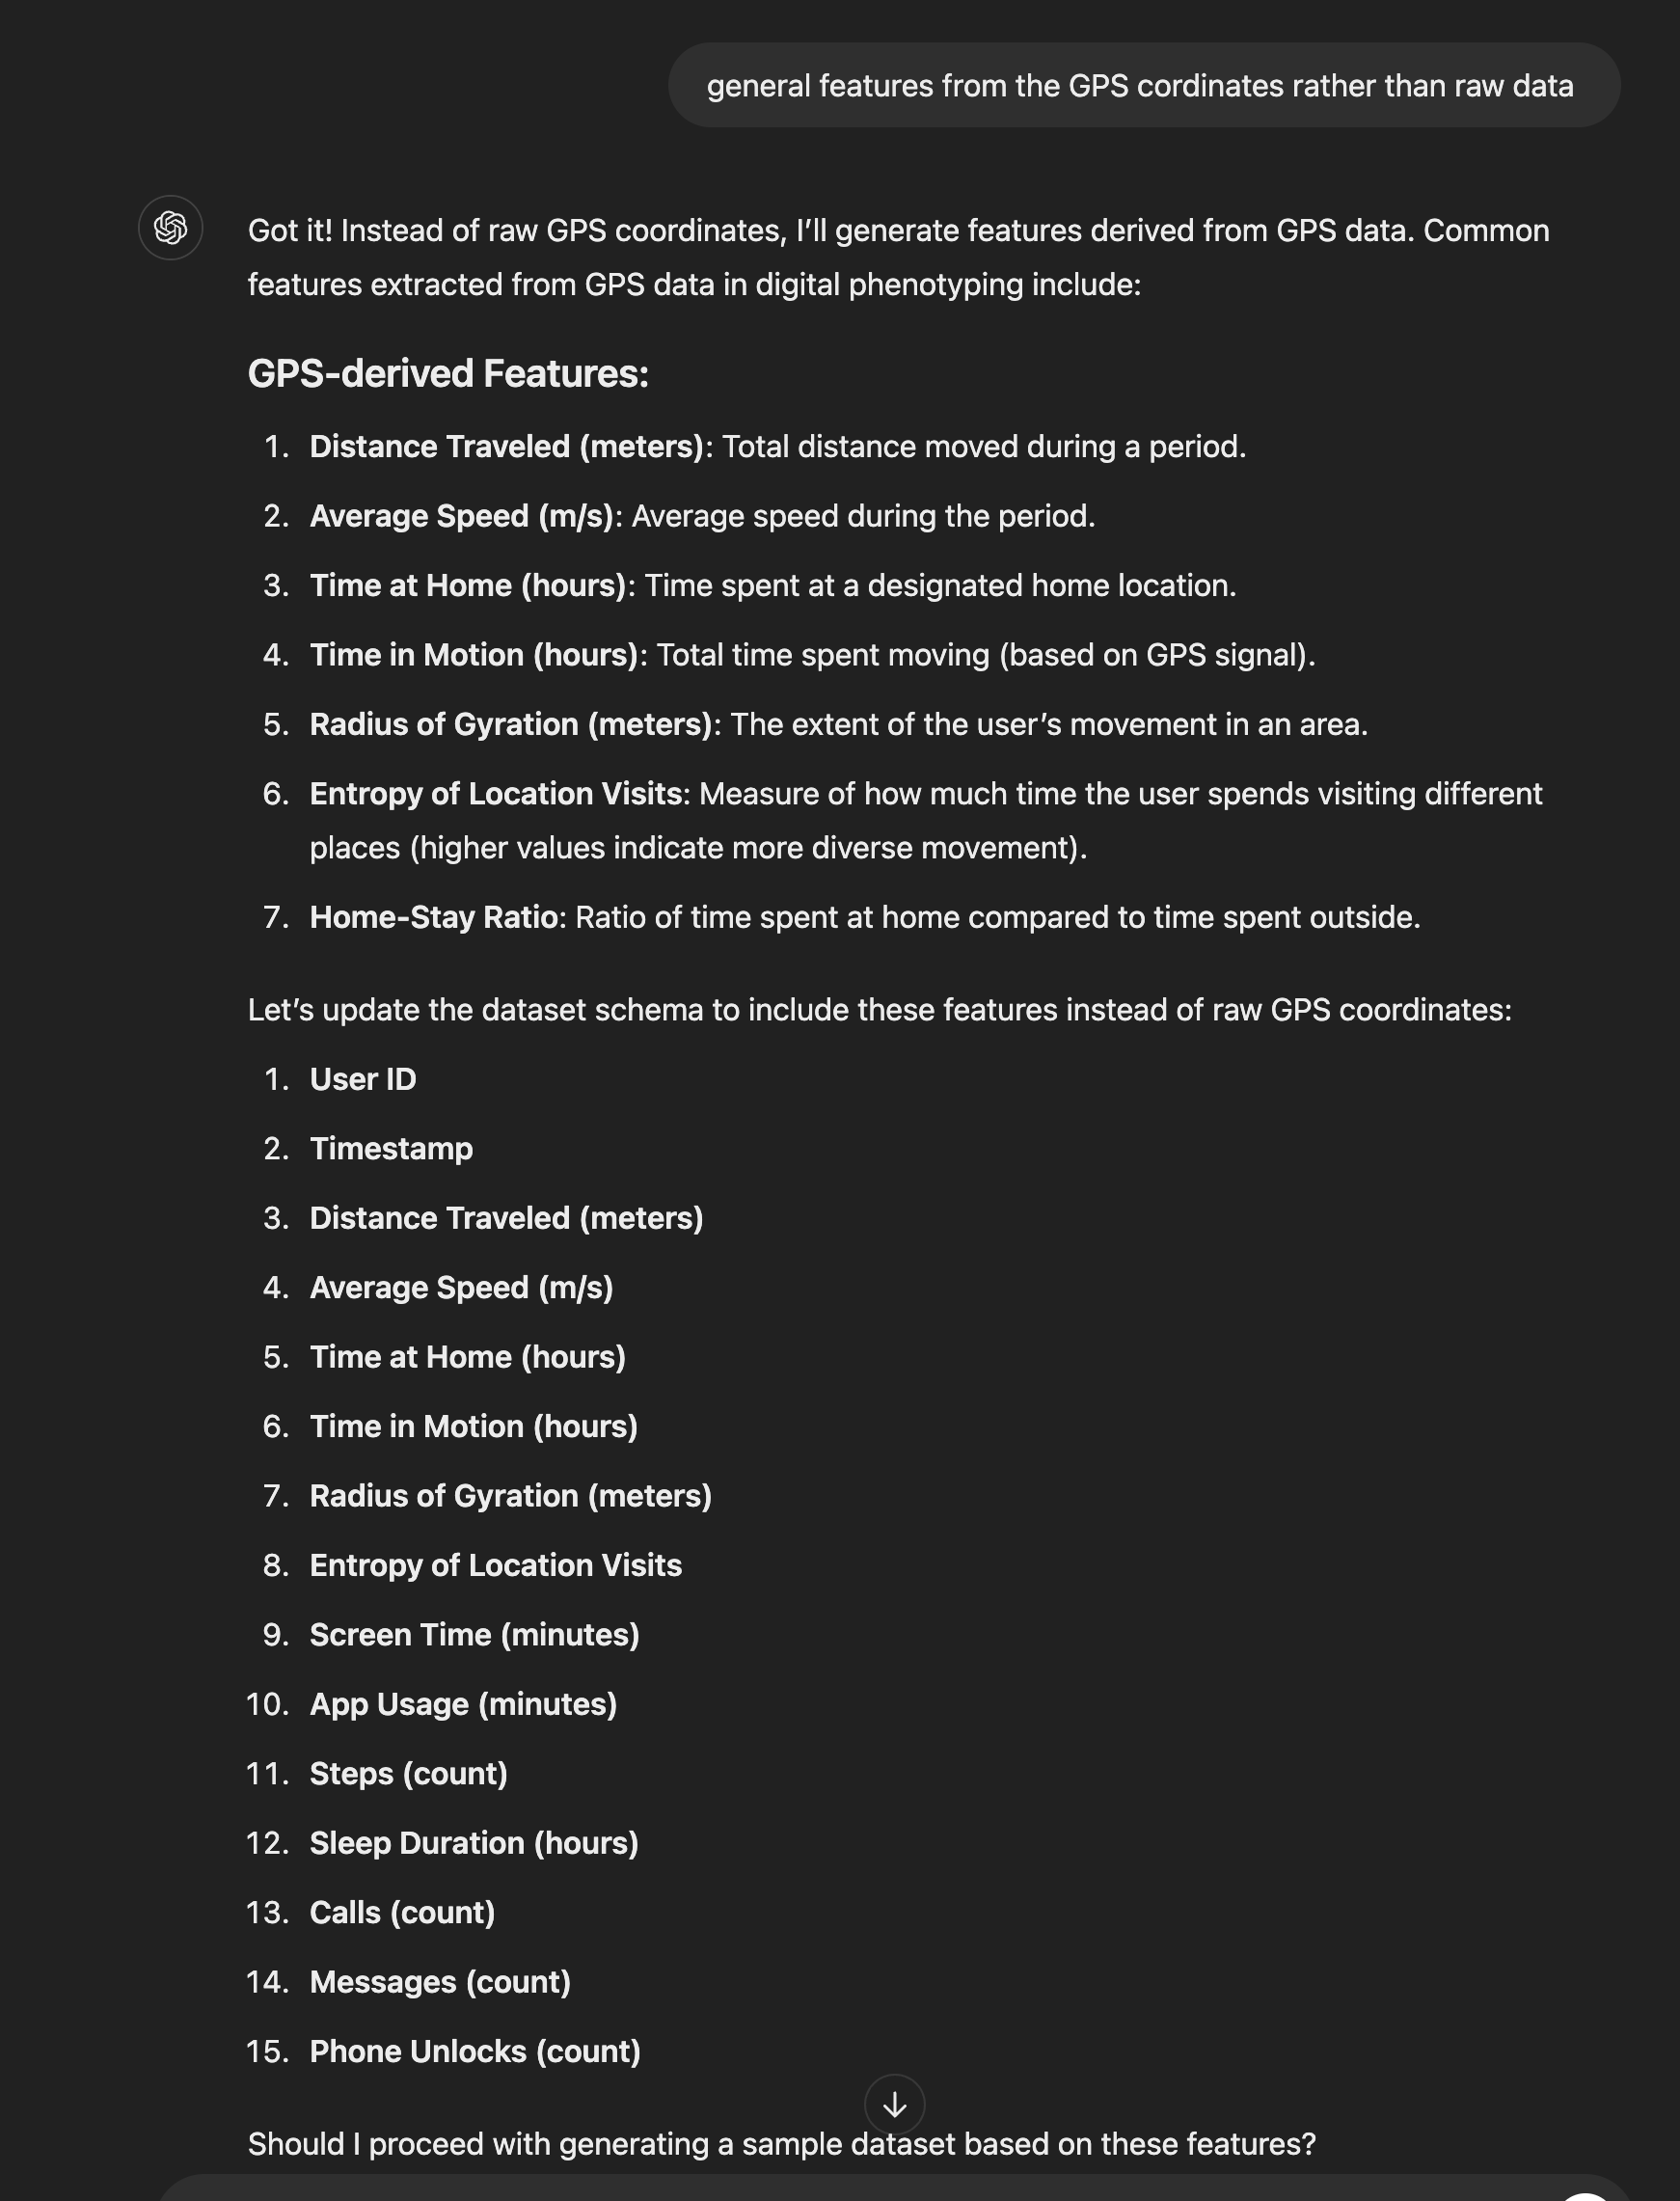 general features from the GPS cordinates rather than raw data
Got it! Instead of raw GPS coordinates, I’ll generate features derived from GPS data. Common
features extracted from GPS data in digital phenotyping include:
GPS-derived Features:
1. Distance Traveled (meters): Total distance moved during a period.
2. Average Speed (m/s): Average speed during the period.
3. Time at Home (hours): Time spent at a designated home location.
4. Time in Motion (hours): Total time spent moving (based on GPS signal).
5. Radius of Gyration (meters): The extent of the user’s movement in an area.
6. Entropy of Location Visits: Measure of how much time the user spends visiting different
places (higher values indicate more diverse movement).
7. Home-Stay Ratio: Ratio of time spent at home compared to time spent outside.
Let’s update the dataset schema to include these features instead of raw GPS coordinates:
1. User ID
2. Timestamp
3. Distance Traveled (meters)
4. Average Speed (m/s)
5. Time at Home (hours)
6. Time in Motion (hours)
7. Radius of Gyration (meters)
8. Entropy of Location Visits
9. Screen Time (minutes)
10. App Usage (minutes)
11. Steps (count)
12. Sleep Duration (hours)
13. Calls (count)
14. Messages (count)
15. Phone Unlocks (count)
Should I proceed with generating a sample dataset based on these features?